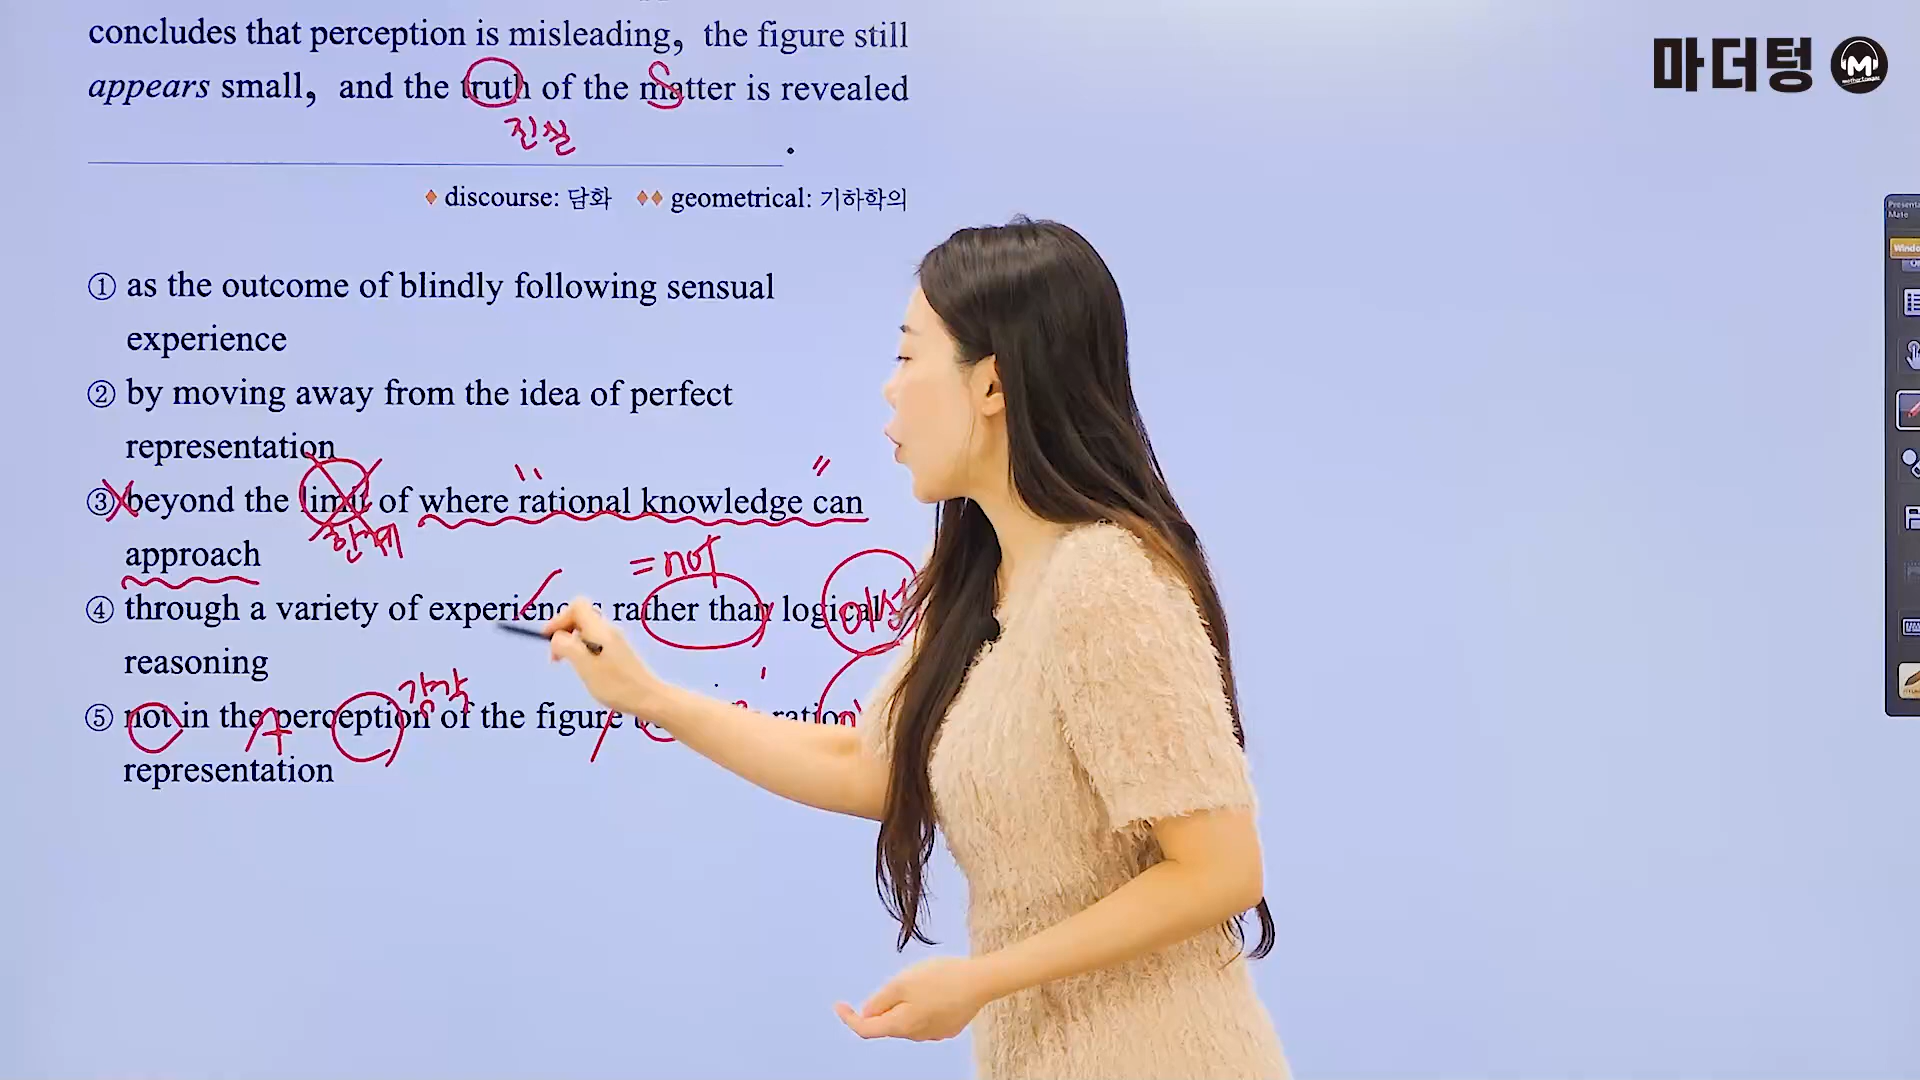 concludes that perception is misleading, the figure still
appears small, and the truth of the matter is revealed
진실
.
♦ discourse: 담화 ♦♦ geometrical: 기하학의
① as the outcome of blindly following sensual
experience
② by moving away from the idea of perfect
representation
③ beyond the limit of where rational knowledge can
한계
approach
= not
④ through a variety of experiences rather than logical
이성
reasoning
감각
⑤ not in the perception of the figure
representation
마더텅
M